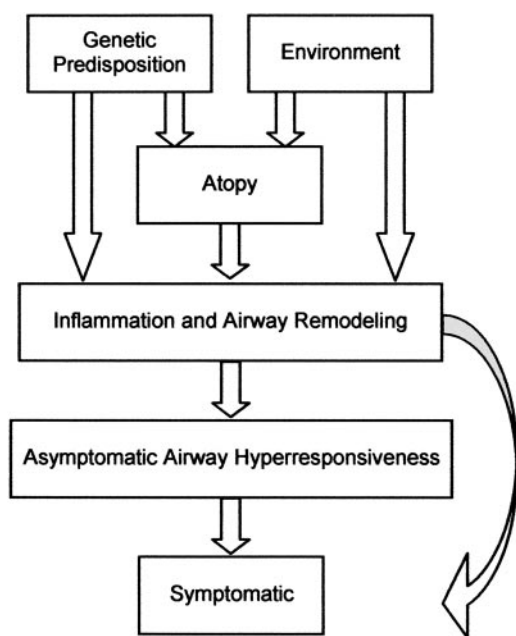 Genetic
Predisposition
Environment
Atopy
Inflammation and Airway Remodeling
Asymptomatic Airway Hyperresponsiveness
Symptomatic